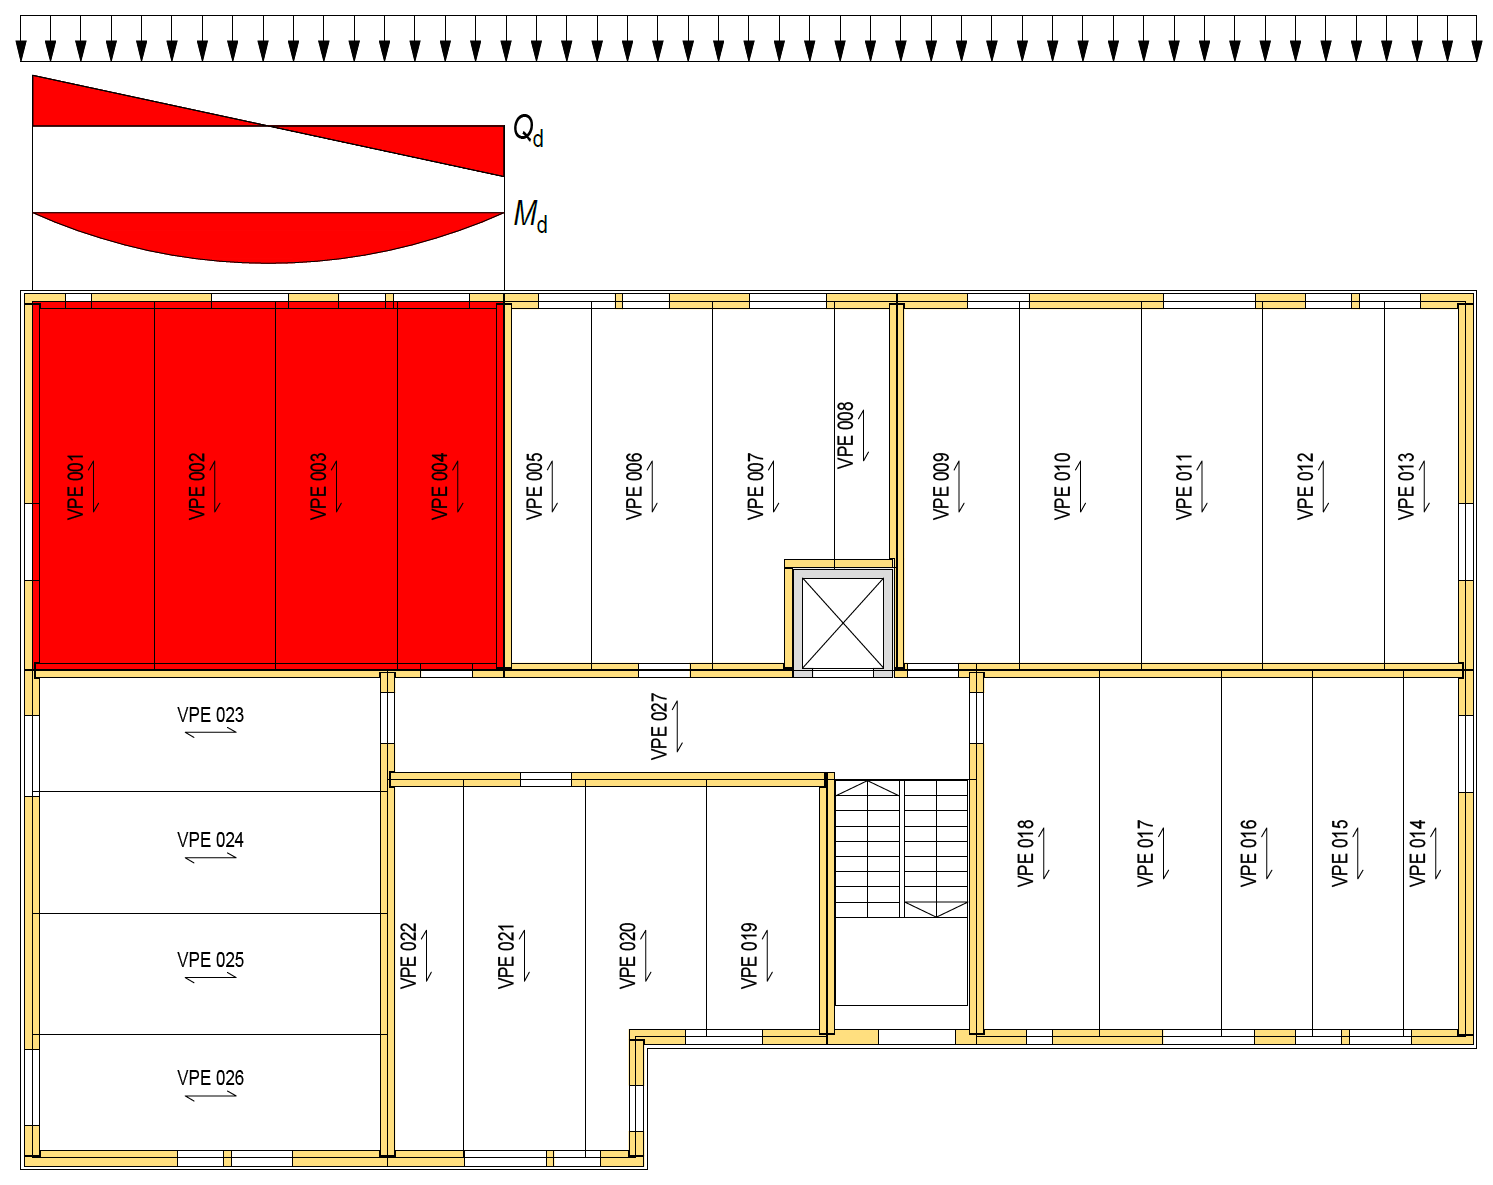 Qd
Md
VPE 001
VPE 002
VPE 003
VPE 004
VPE 005
VPE 006
VPE 007
VPE 008
VPE 009
VPE 010
VPE 011
VPE 012
VPE 013
VPE 023
VPE 027
VPE 024
VPE 018
VPE 017
VPE 016
VPE 015
VPE 014
VPE 025
VPE 022
VPE 021
VPE 020
VPE 019
VPE 026